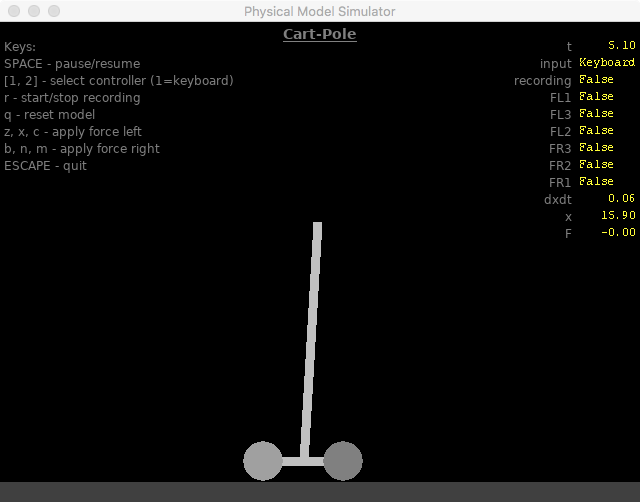 Physical Model Simulator
Cart-Pole
Keys:
SPACE - pause/resume
[1, 2] - select controller (1=keyboard)
r - start/stop recording
q - reset model
z, x, c - apply force left
b, n, m - apply force right
ESCAPE - quit
t 5.10
input Keyboard
recording False
FL1 False
FL3 False
FL2 False
FR3 False
FR2 False
FR1 False
dxdt 0.06
x 15.90
F -0.00